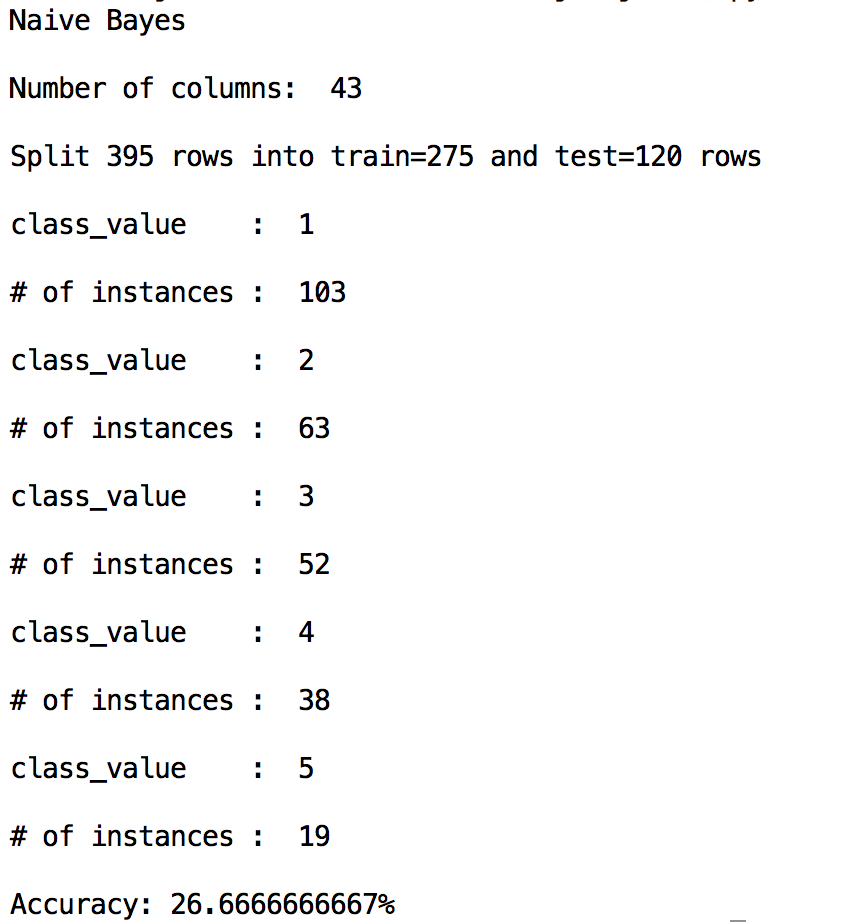 Naive Bayes
Number of columns:  43
Split 395 rows into train=275 and test=120 rows
class_value    :  1
# of instances :  103
class_value    :  2
# of instances :  63
class_value    :  3
# of instances :  52
class_value    :  4
# of instances :  38
class_value    :  5
# of instances :  19
Accuracy: 26.6666666667%